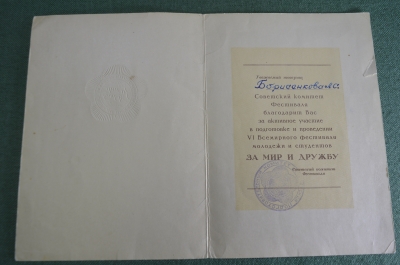 Уважаемый товарищ
Борисенкова
Советский комитет
Фестиваля
благодарит Вас
за активное участие
в подготовке и проведении
VI Всемирного фестиваля
молодежи и студентов
ЗА МИР И ДРУЖБУ
Советский комитет
Фестиваля